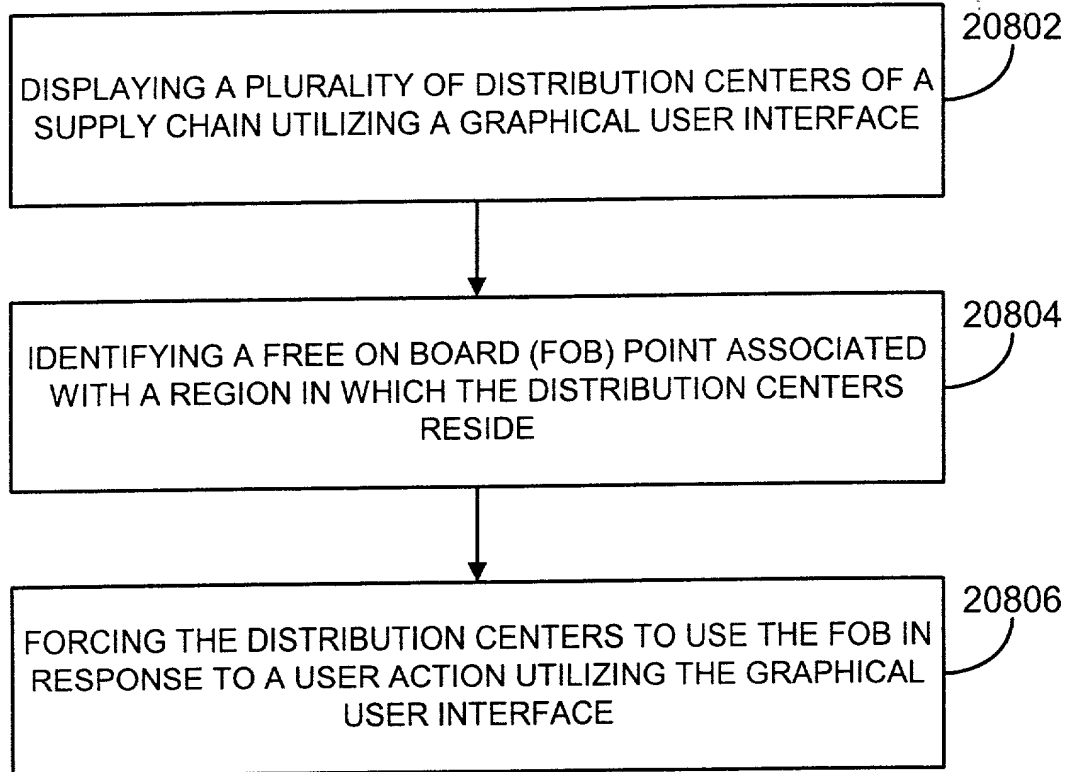 20802
DISPLAYING A PLURALITY OF DISTRIBUTION CENTERS OF A
SUPPLY CHAIN UTILIZING A GRAPHICAL USER INTERFACE
20804
IDENTIFYING A FREE ON BOARD (FOB) POINT ASSOCIATED
WITH A REGION IN WHICH THE DISTRIBUTION CENTERS
RESIDE
20806
FORCING THE DISTRIBUTION CENTERS TO USE THE FOB IN
RESPONSE TO A USER ACTION UTILIZING THE GRAPHICAL
USER INTERFACE